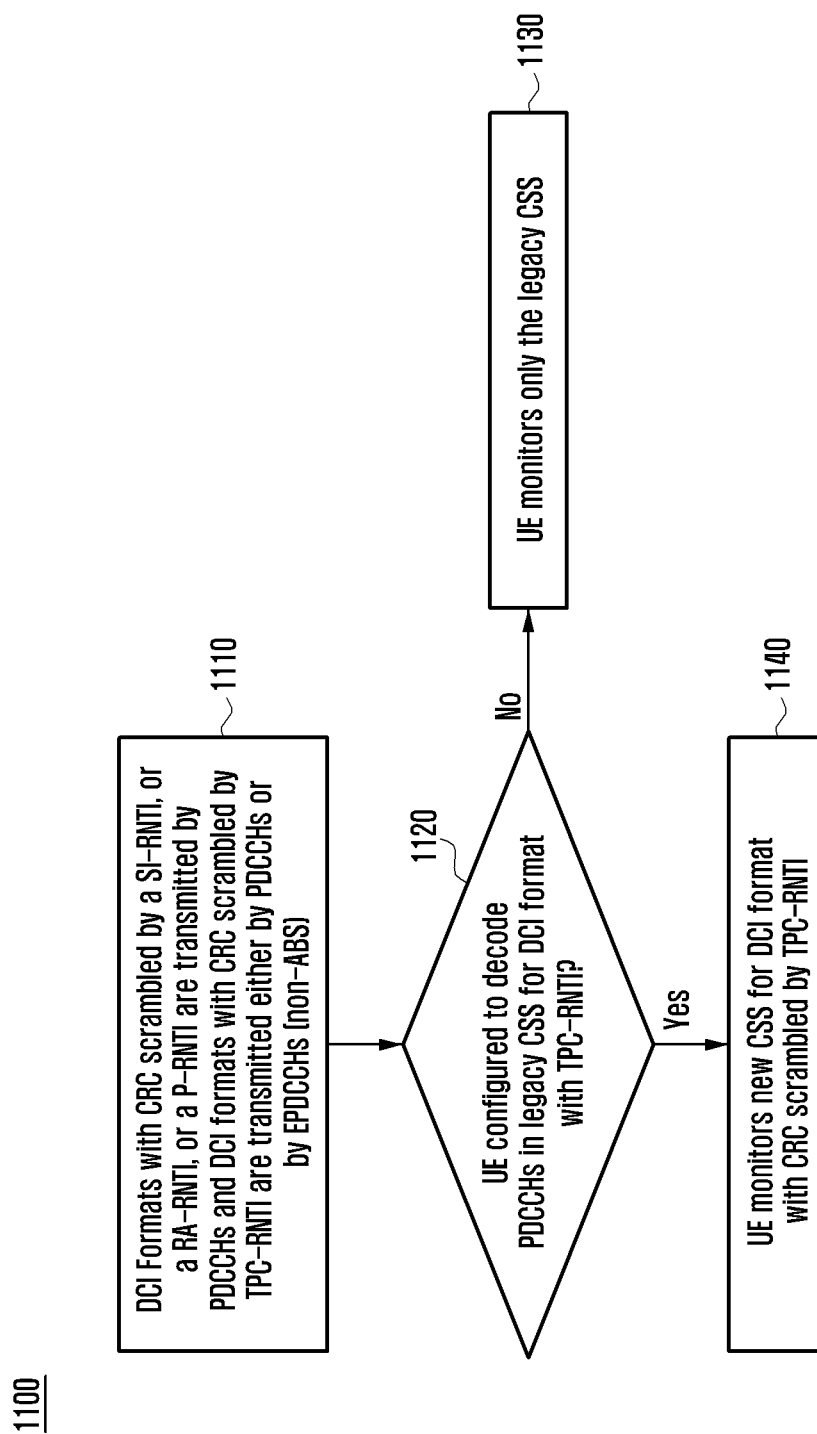 1100
DCI Formats with CRC scrambled by a SI-RNTI, or
a RA-RNTI, or a P-RNTI are transmitted by
PDCCHs and DCI formats with CRC scrambled by
TPC-RNTI are transmitted either by PDCCHs or
by EPDCCHs (non-ABS)
1110
1120
UE configured to decode
PDCCHs in legacy CSS for DCI format
with TPC-RNTI?
No
UE monitors only the legacy CSS
1130
Yes
UE monitors new CSS for DCI format
with CRC scrambled by TPC-RNTI
1140